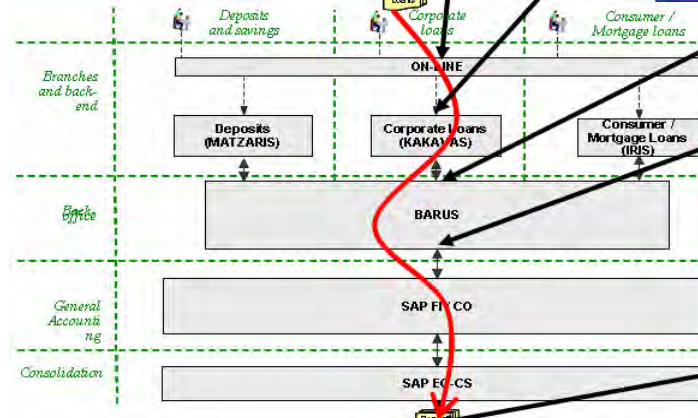 Loans
Deposits
and savings
Corporate
loans
Consumer /
Mortgage loans
ON-LINE
Branches
and back-
end
Deposits
(MATZARIS)
Corporate Loans
(KAKAVAS)
Consumer /
Mortgage Loans
(IRIS)
Back
office
BARUS
General
Accounti
ng
SAP FI / CO
Consolidation
SAP EC-CS